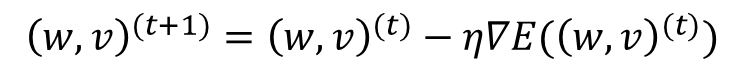 (w, v)^{(t+1)} = (w, v)^{(t)} − η∇E((w, v)^{(t)})